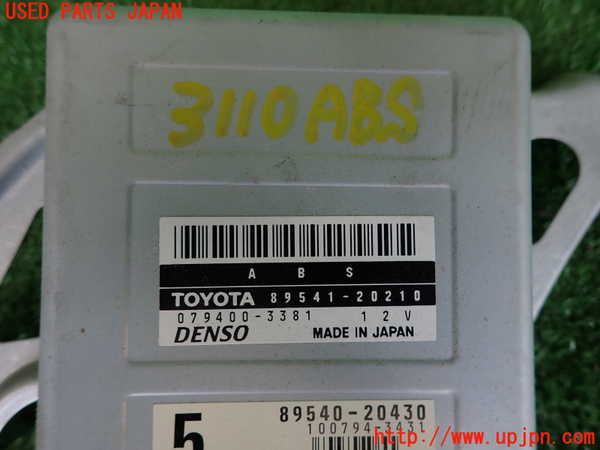 USED PARTS JAPAN
3110ABS
A B S
TOYOTA 89541-20210
079400-3381 12V
DENSO MADE IN JAPAN
89540-20430
5 100794-3431
http://www.upjpn.com/